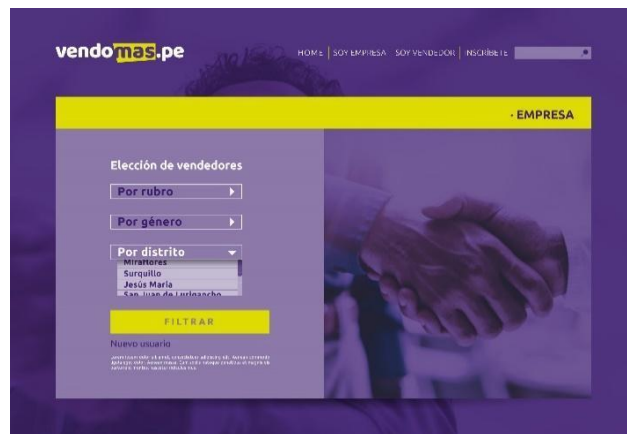 vendomas.pe
HOME | SOY EMPRESA SOY VENDEDOR | INSCRÍBETE
· EMPRESA
Elección de vendedores
Por rubro
Por género
Por distrito
Miraflores
Surquillo
Jesús María
San Juan de Lurigancho
FILTRAR
Nuevo usuario